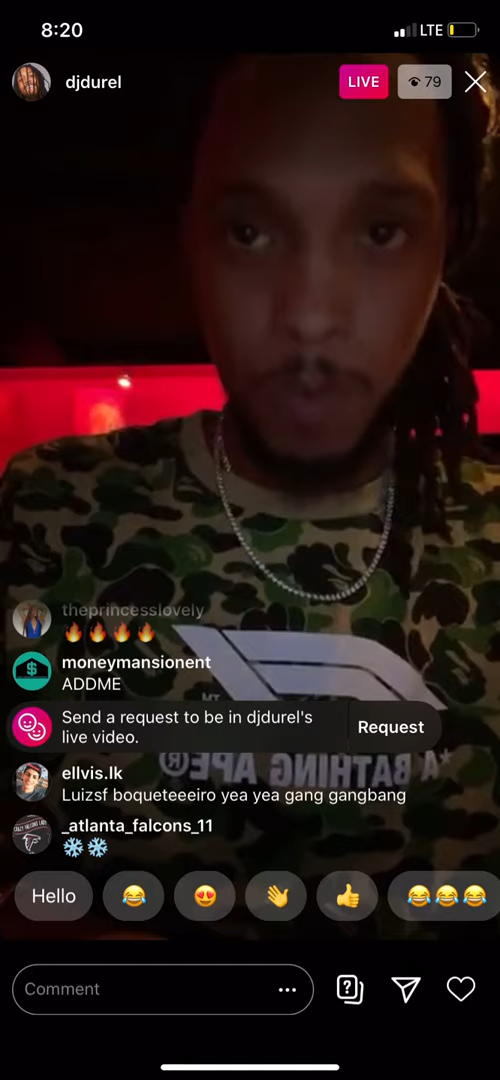 8:20
LTE
djdurel
LIVE
79
theprincesslovely
🔥🔥🔥🔥
moneymansionent
ADDME
Send a request to be in djdurel's
live video.
Request
A BATHING APE®
ellvis.lk
Luizsf boqueteeeiro yea yea gang gangbang
_atlanta_falcons_11
❄️❄️
Hello
😂
😍
👋
👍
😂😂😂
Comment